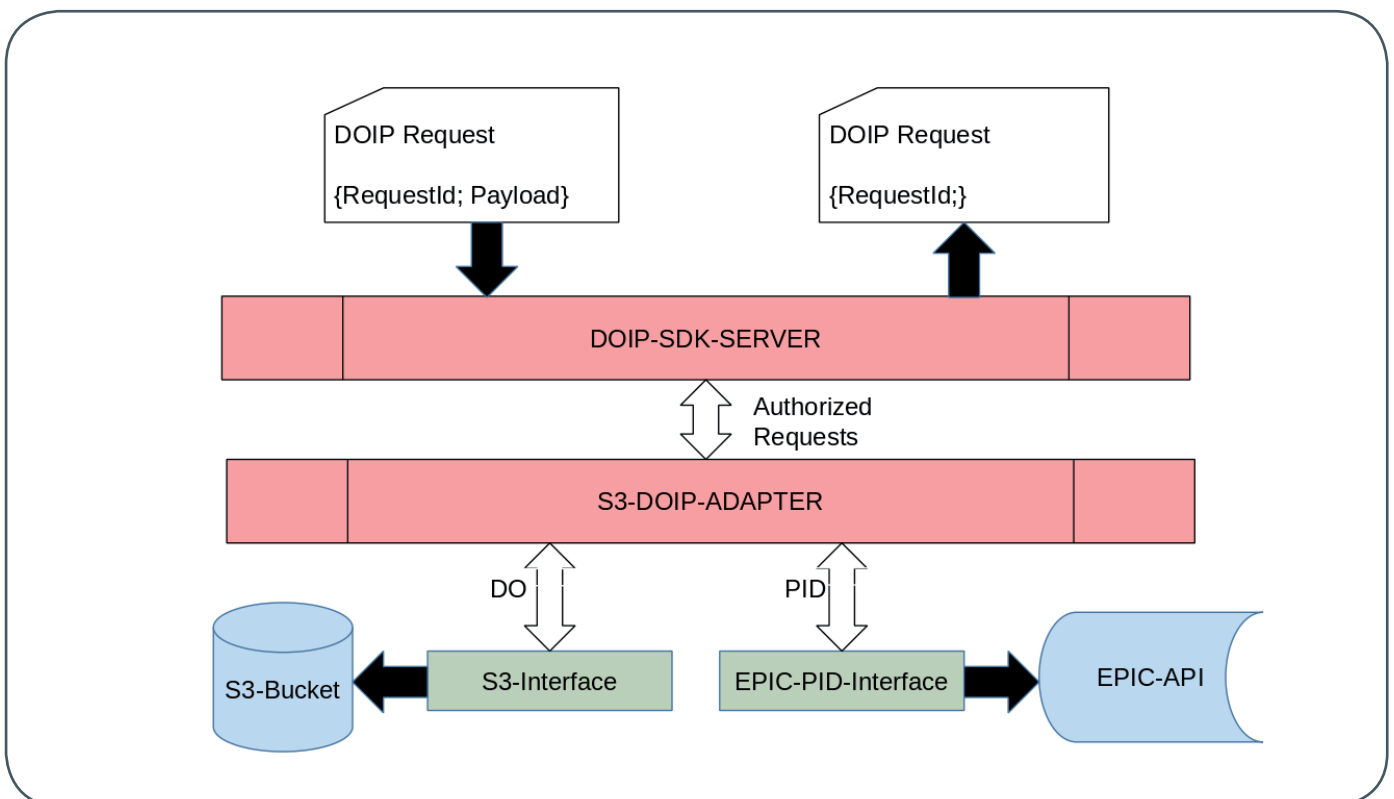 DOIP Request
{RequestId; Payload}
DOIP Request
{RequestId;}
DOIP-SDK-SERVER
Authorized
Requests
S3-DOIP-ADAPTER
DO
PID
S3-Bucket
S3-Interface
EPIC-PID-Interface
EPIC-API